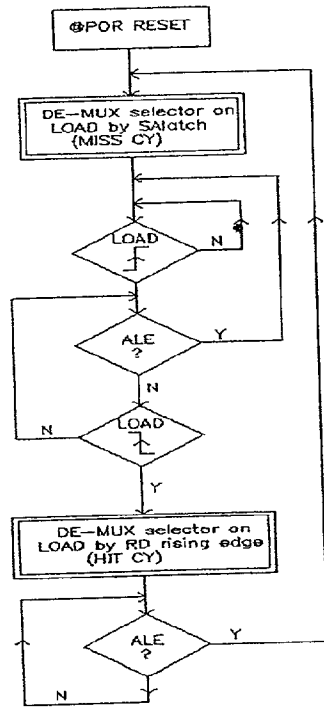 @POR RESET
DE-MUX selector on
LOAD by SAlatch
(MISS CY)
LOAD
N
ALE
?
Y
N
LOAD
N
Y
DE-MUX selector on
LOAD by RD rising edge
(HIT CY)
ALE
?
Y
N